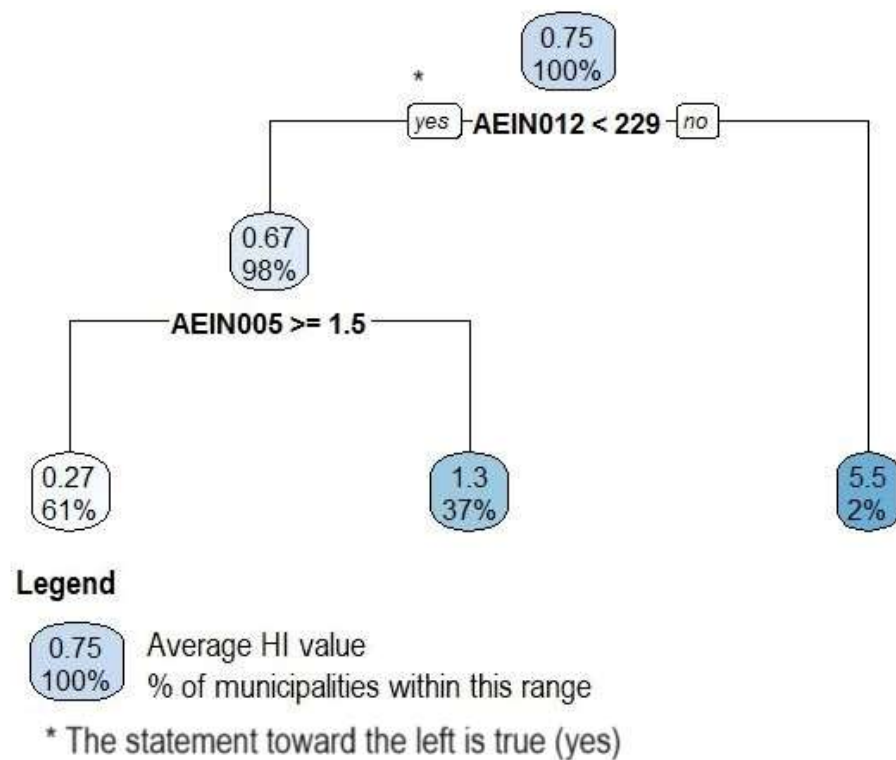 0.75
100%
*
yes AEIN012 < 229 no
0.67
98%
AEIN005 >= 1.5
0.27
61%
1.3
37%
5.5
2%
Legend
0.75
100%
Average HI value
% of municipalities within this range
* The statement toward the left is true (yes)